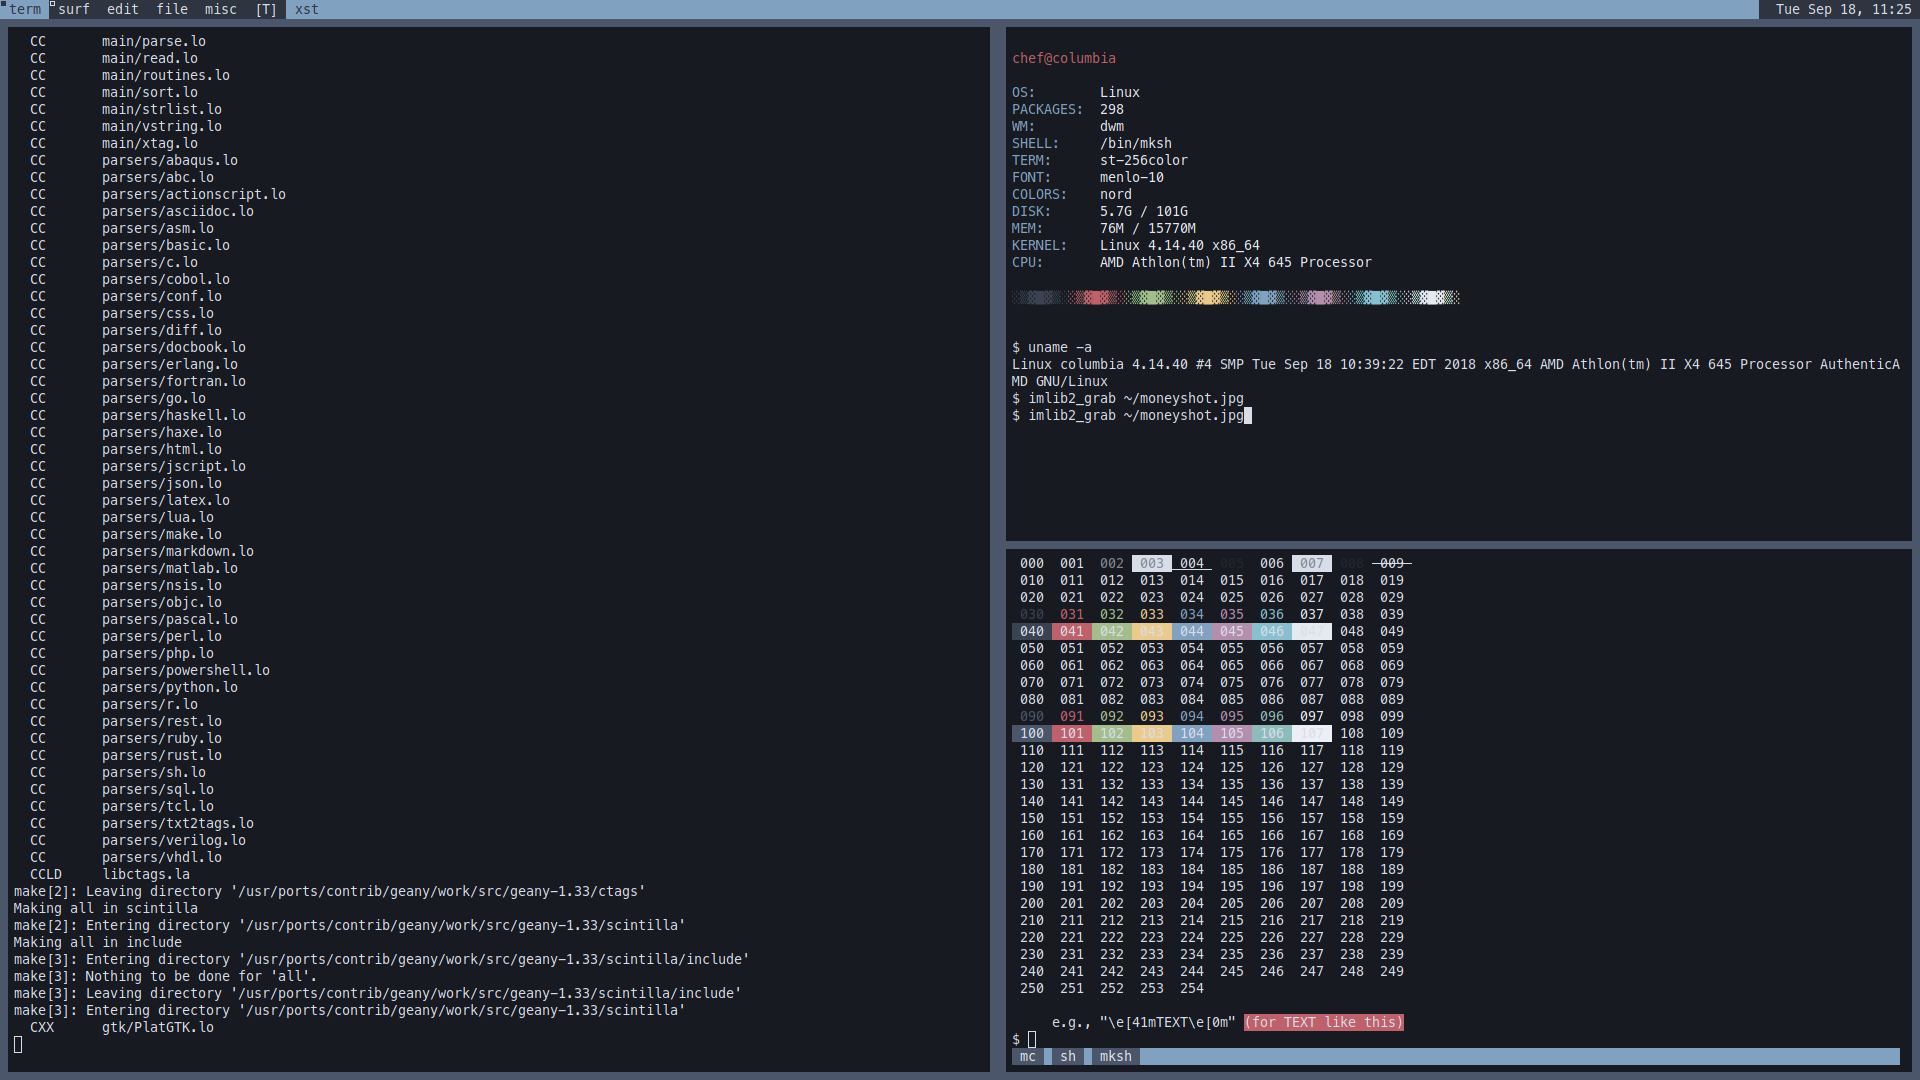 term surf edit file misc [T] xst Tue Sep 18, 11:25
CC main/parse.lo
CC main/read.lo
CC main/routines.lo
CC main/sort.lo
CC main/strlist.lo
CC main/vstring.lo
CC main/xtag.lo
CC parsers/abaqus.lo
CC parsers/abc.lo
CC parsers/actionscript.lo
CC parsers/asciidoc.lo
CC parsers/asm.lo
CC parsers/basic.lo
CC parsers/c.lo
CC parsers/cobol.lo
CC parsers/conf.lo
CC parsers/css.lo
CC parsers/diff.lo
CC parsers/docbook.lo
CC parsers/erlang.lo
CC parsers/fortran.lo
CC parsers/go.lo
CC parsers/haskell.lo
CC parsers/haxe.lo
CC parsers/html.lo
CC parsers/jscript.lo
CC parsers/json.lo
CC parsers/latex.lo
CC parsers/lua.lo
CC parsers/make.lo
CC parsers/markdown.lo
CC parsers/matlab.lo
CC parsers/nsis.lo
CC parsers/objc.lo
CC parsers/pascal.lo
CC parsers/perl.lo
CC parsers/php.lo
CC parsers/powershell.lo
CC parsers/python.lo
CC parsers/r.lo
CC parsers/rest.lo
CC parsers/ruby.lo
CC parsers/rust.lo
CC parsers/sh.lo
CC parsers/sql.lo
CC parsers/tcl.lo
CC parsers/txt2tags.lo
CC parsers/verilog.lo
CC parsers/vhdl.lo
CCLD libctags.la
make[2]: Leaving directory '/usr/ports/contrib/geany/work/src/geany-1.33/ctags'
Making all in scintilla
make[2]: Entering directory '/usr/ports/contrib/geany/work/src/geany-1.33/scintilla'
Making all in include
make[3]: Entering directory '/usr/ports/contrib/geany/work/src/geany-1.33/scintilla/include'
make[3]: Nothing to be done for 'all'.
make[3]: Leaving directory '/usr/ports/contrib/geany/work/src/geany-1.33/scintilla/include'
make[3]: Entering directory '/usr/ports/contrib/geany/work/src/geany-1.33/scintilla'
CXX gtk/PlatGTK.lo
chef@columbia
OS: Linux
PACKAGES: 298
WM: dwm
SHELL: /bin/mksh
TERM: st-256color
FONT: menlo-10
COLORS: nord
DISK: 5.7G / 101G
MEM: 76M / 15770M
KERNEL: Linux 4.14.40 x86_64
CPU: AMD Athlon(tm) II X4 645 Processor
$ uname -a
Linux columbia 4.14.40 #4 SMP Tue Sep 18 10:39:22 EDT 2018 x86_64 AMD Athlon(tm) II X4 645 Processor AuthenticA
MD GNU/Linux
$ imlib2_grab ~/moneyshot.jpg
$ imlib2_grab ~/moneyshot.jpg
000 001 002 003 004 005 006 007 008 009
010 011 012 013 014 015 016 017 018 019
020 021 022 023 024 025 026 027 028 029
030 031 032 033 034 035 036 037 038 039
040 041 042 043 044 045 046 048 049
050 051 052 053 054 055 056 057 058 059
060 061 062 063 064 065 066 067 068 069
070 071 072 073 074 075 076 077 078 079
080 081 082 083 084 085 086 087 088 089
090 091 092 093 094 095 096 097 098 099
100 101 102 103 104 105 106 107 108 109
110 111 112 113 114 115 116 117 118 119
120 121 122 123 124 125 126 127 128 129
130 131 132 133 134 135 136 137 138 139
140 141 142 143 144 145 146 147 148 149
150 151 152 153 154 155 156 157 158 159
160 161 162 163 164 165 166 167 168 169
170 171 172 173 174 175 176 177 178 179
180 181 182 183 184 185 186 187 188 189
190 191 192 193 194 195 196 197 198 199
200 201 202 203 204 205 206 207 208 209
210 211 212 213 214 215 216 217 218 219
220 221 222 223 224 225 226 227 228 229
230 231 232 233 234 235 236 237 238 239
240 241 242 243 244 245 246 247 248 249
250 251 252 253 254
e.g., "\e[41mTEXT\e[0m" (for TEXT like this)
$
mc sh mksh